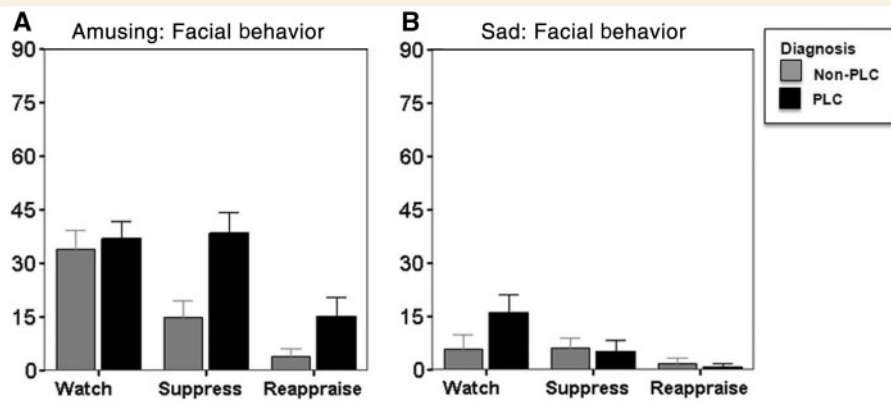 A Amusing: Facial behavior
90
75
60
45
30
15
0
Watch Suppress Reappraise
B Sad: Facial behavior
90
75
60
45
30
15
0
Watch Suppress Reappraise
Diagnosis
Non-PLC
PLC